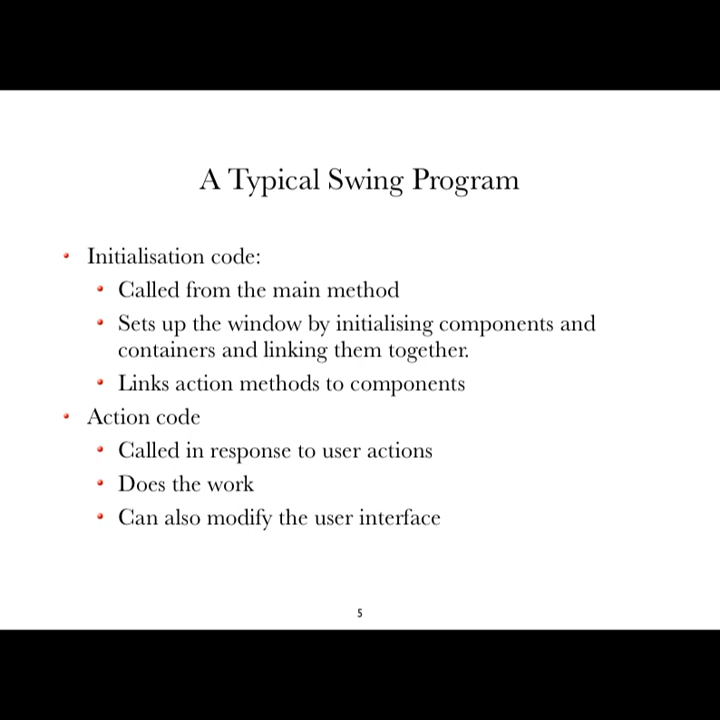 A Typical Swing Program
• Initialisation code:
• Called from the main method
• Sets up the window by initialising components and
containers and linking them together.
• Links action methods to components
• Action code
• Called in response to user actions
• Does the work
• Can also modify the user interface
5